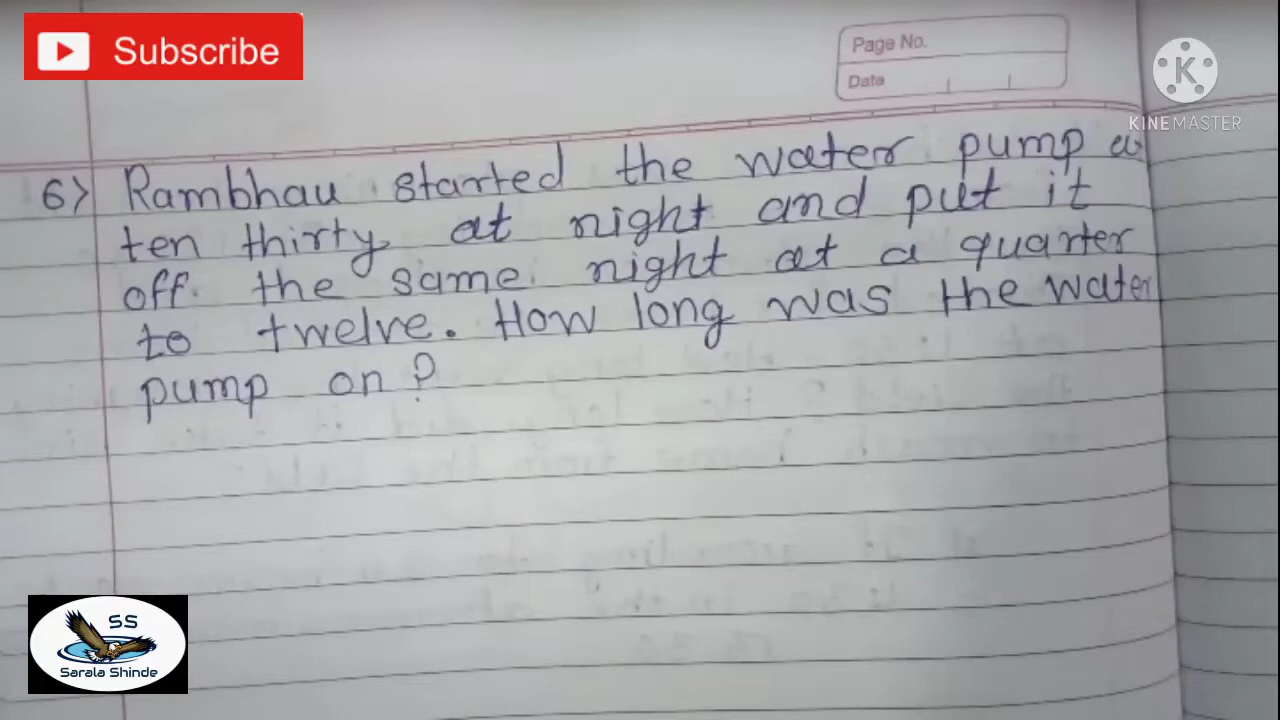 Subscribe
Page No.
Date
K
KINEMASTER
6) Rambhau started the water pump
ten thirty at night and put it
off. the same night at a quarter
to twelve. How long was the water
pump on?
SS
Sarala Shinde